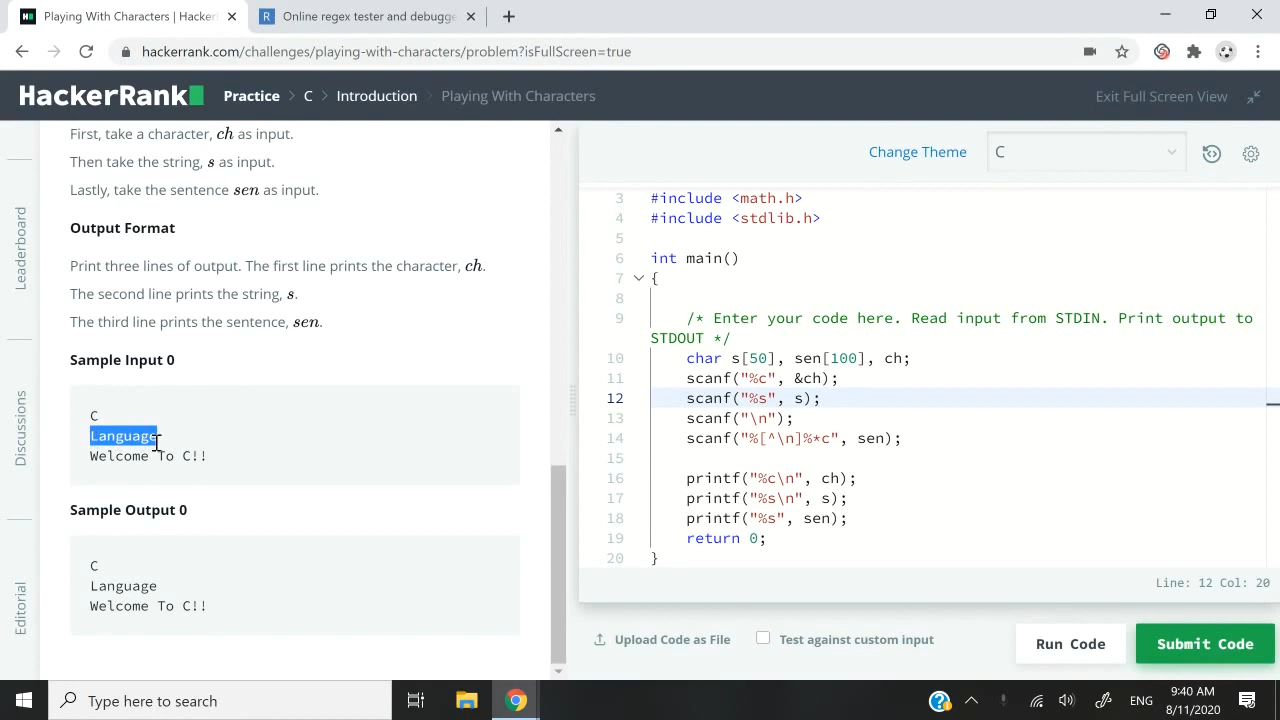 Playing With Characters | Hacker
Online regex tester and debugge
hackerrank.com/challenges/playing-with-characters/problem?isFullScreen=true
HackerRank
Practice > C > Introduction > Playing With Characters
Exit Full Screen View
Leaderboard
Discussions
Editorial
First, take a character, ch as input.
Then take the string, s as input.
Lastly, take the sentence sen as input.
Output Format
Print three lines of output. The first line prints the character, ch.
The second line prints the string, s.
The third line prints the sentence, sen.
Sample Input 0
C
Language
Welcome To C!!
Sample Output 0
C
Language
Welcome To C!!
Change Theme
C
3 #include <math.h>
4 #include <stdlib.h>
5
6 int main()
7 {
8
9 /* Enter your code here. Read input from STDIN. Print output to
STDOUT */
10 char s[50], sen[100], ch;
11 scanf("%c", &ch);
12 scanf("%s", s);
13 scanf("\n");
14 scanf("%[^\n]%*c", sen);
15
16 printf("%c\n", ch);
17 printf("%s\n", s);
18 printf("%s", sen);
19 return 0;
20 }
Line: 12 Col: 20
Upload Code as File
Test against custom input
Run Code
Submit Code
Type here to search
ENG
9:40 AM
8/11/2020